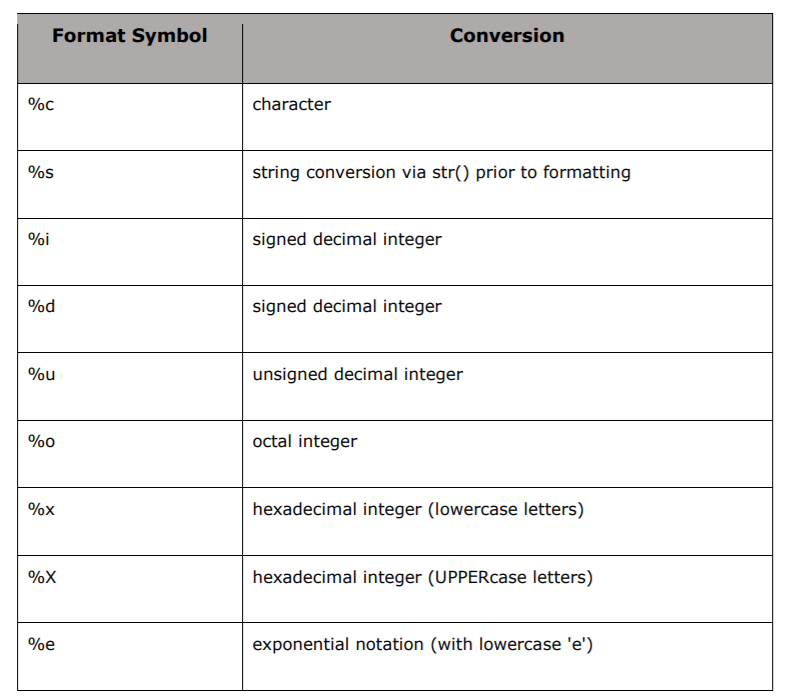 Format Symbol Conversion
%c character
%s string conversion via str() prior to formatting
%i signed decimal integer
%d signed decimal integer
%u unsigned decimal integer
%o octal integer
%x hexadecimal integer (lowercase letters)
%X hexadecimal integer (UPPERcase letters)
%e exponential notation (with lowercase 'e')